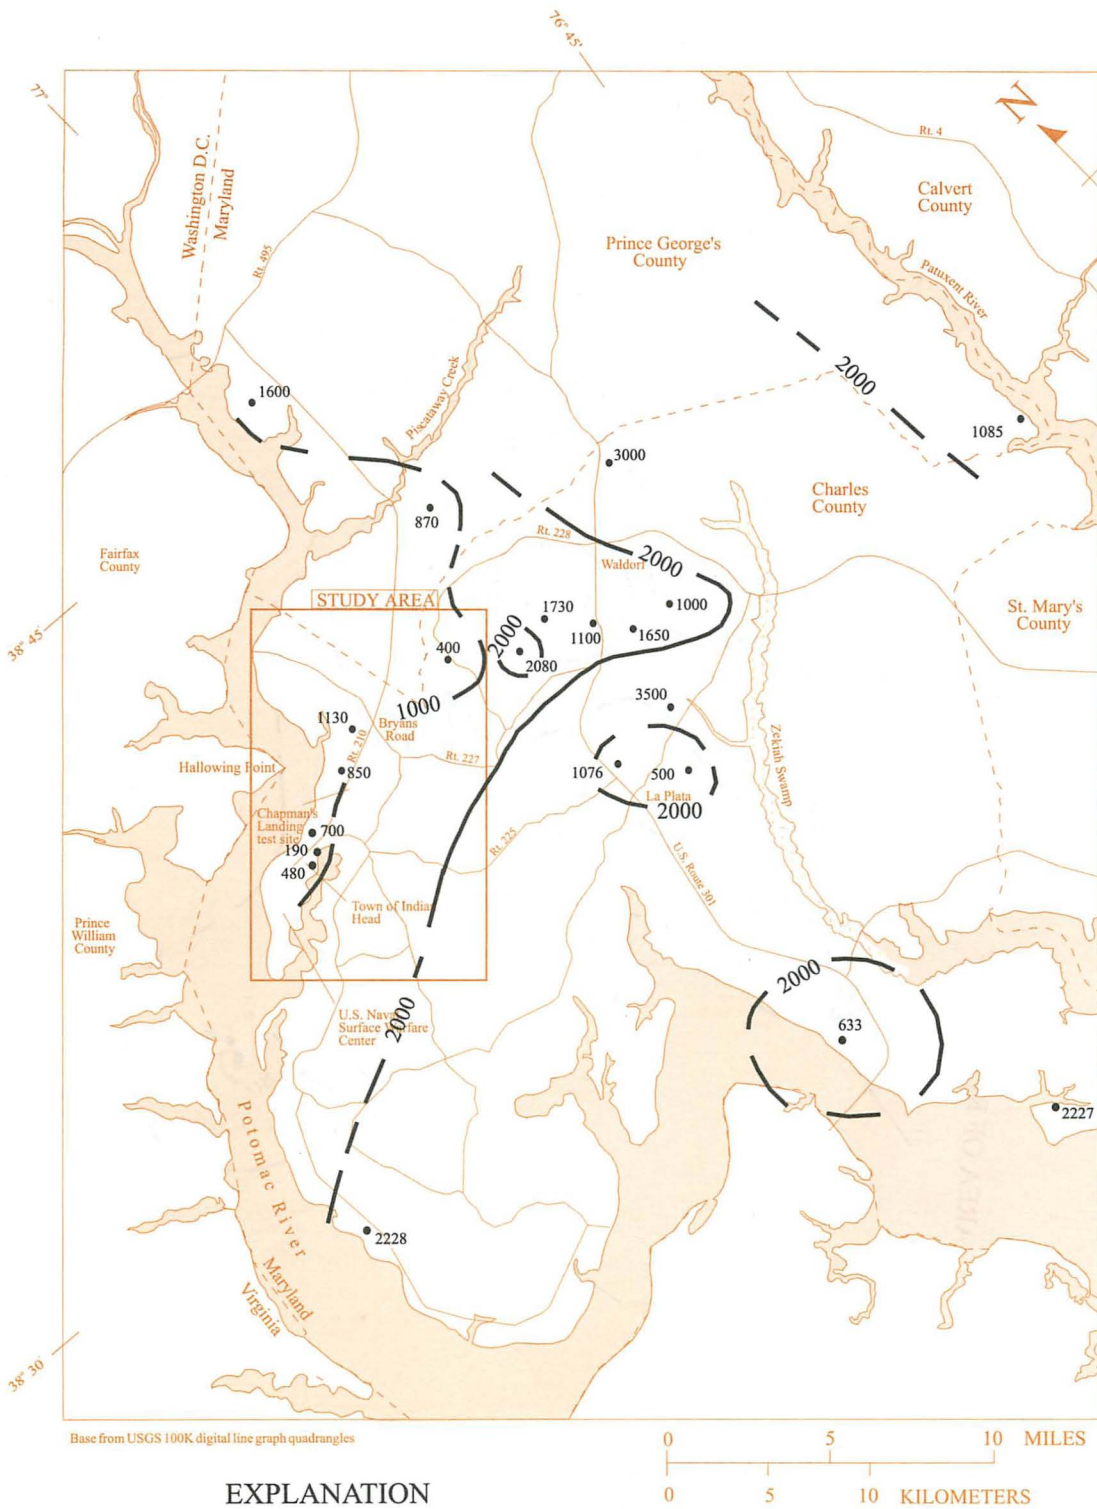 76° 45'
77°
N
Rt. 4
Washington D.C.
Maryland
Calvert
County
Prince George's
County
Rt. 495
Patuxent River
2000
Piscataway Creek
1600
1085
3000
Charles
County
870
Rt. 228
2000
Fairfax
County
Waldorf
STUDY AREA
1000
St. Mary's
County
1730
38° 45'
2000
1100
1650
400
2080
1000
3500
1130
Bryans
Road
Rt. 210
Zekiah Swamp
Rt. 227
Hallowing Point
850
1076
500
La Plata
2000
Chapman's
Landing
test site
700
190
480
Rt. 225
U.S. Route 301
Town of Indian
Head
Prince
William
County
2000
2000
U.S. Naval
Surface Warfare
Center
633
2227
Potomac River
2228
Maryland
Virginia
38° 30'
Base from USGS 100K digital line graph quadrangles
0 5 10 MILES
0 5 10 KILOMETERS
EXPLANATION